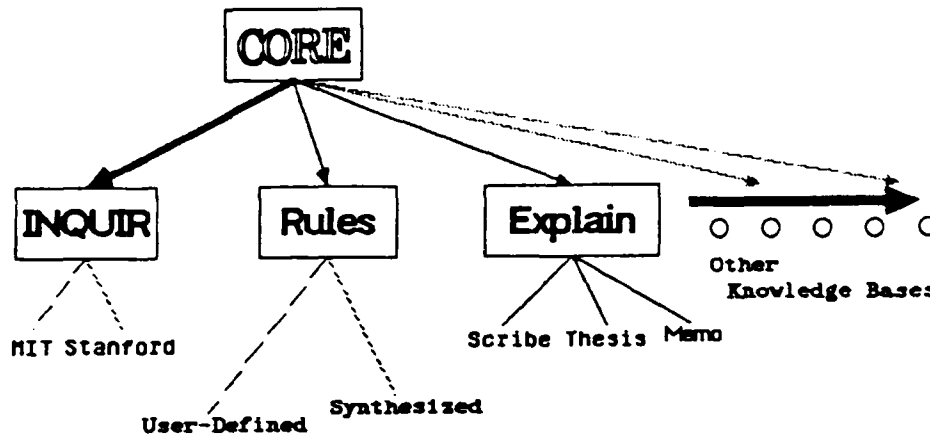 CORE
INQUIR
Rules
Explain
Other
Knowledge Bases
MIT Stanford
Scribe Thesis Memo
User-Defined
Synthesized